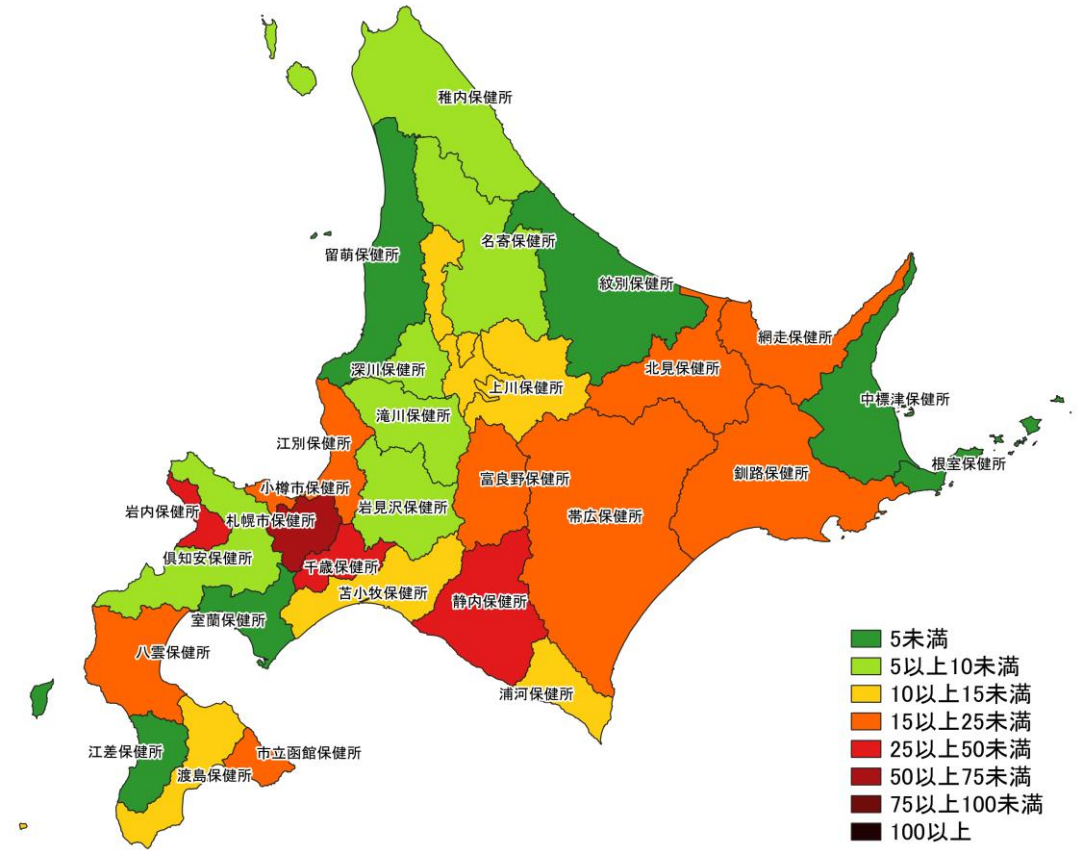 稚内保健所
名寄保健所
留萌保健所
紋別保健所
網走保健所
北見保健所
深川保健所
上川保健所
中標津保健所
滝川保健所
江別保健所
根室保健所
釧路保健所
富良野保健所
小樽市保健所
岩見沢保健所
岩内保健所
札幌市保健所
帯広保健所
倶知安保健所
千歳保健所
苫小牧保健所
静内保健所
室蘭保健所
八雲保健所
浦河保健所
江差保健所
市立函館保健所
渡島保健所
5未満
5以上10未満
10以上15未満
15以上25未満
25以上50未満
50以上75未満
75以上100未満
100以上